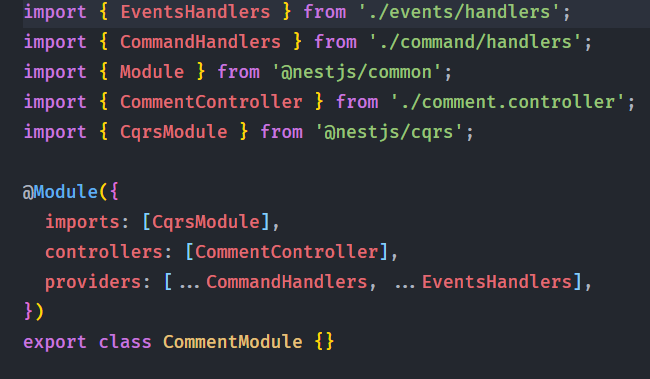 import { EventsHandlers } from './events/handlers';
import { CommandHandlers } from './command/handlers';
import { Module } from '@nestjs/common';
import { CommentController } from './comment.controller';
import { CqrsModule } from '@nestjs/cqrs';
@Module({
imports: [CqrsModule],
controllers: [CommentController],
providers: [...CommandHandlers, ...EventsHandlers],
})
export class CommentModule {}